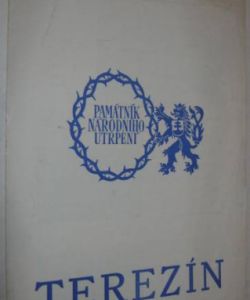 PAMÁTNÍK
NÁRODNÍHO
UTRPENÍ
TEREZÍN